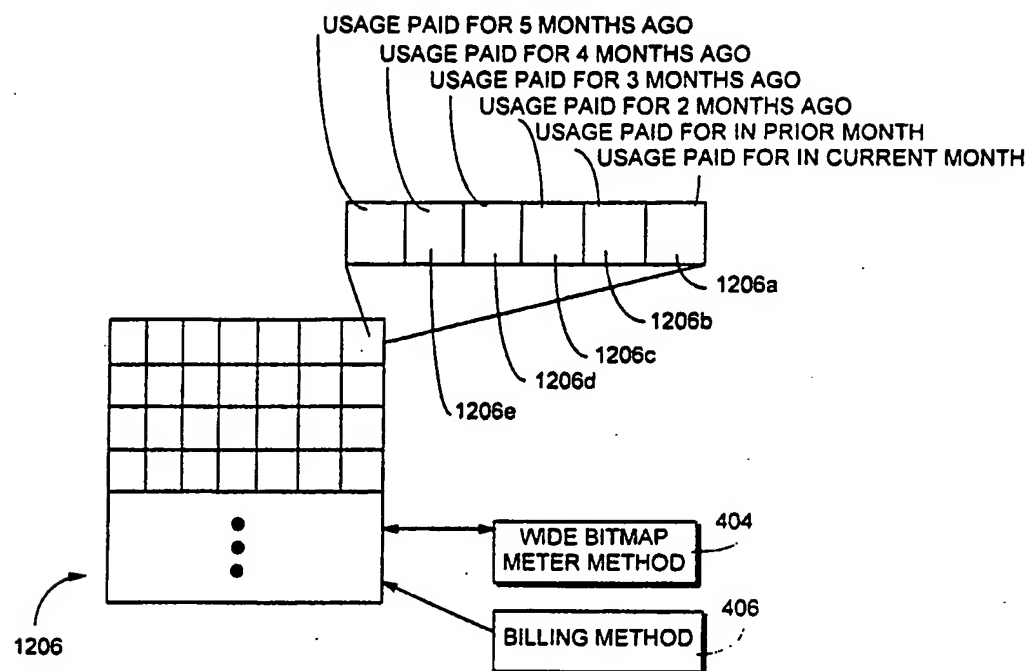 USAGE PAID FOR 5 MONTHS AGO
USAGE PAID FOR 4 MONTHS AGO
USAGE PAID FOR 3 MONTHS AGO
USAGE PAID FOR 2 MONTHS AGO
USAGE PAID FOR IN PRIOR MONTH
USAGE PAID FOR IN CURRENT MONTH
1206a
1206b
1206c
1206d
1206e
404
WIDE BITMAP
METER METHOD
406
BILLING METHOD
1206